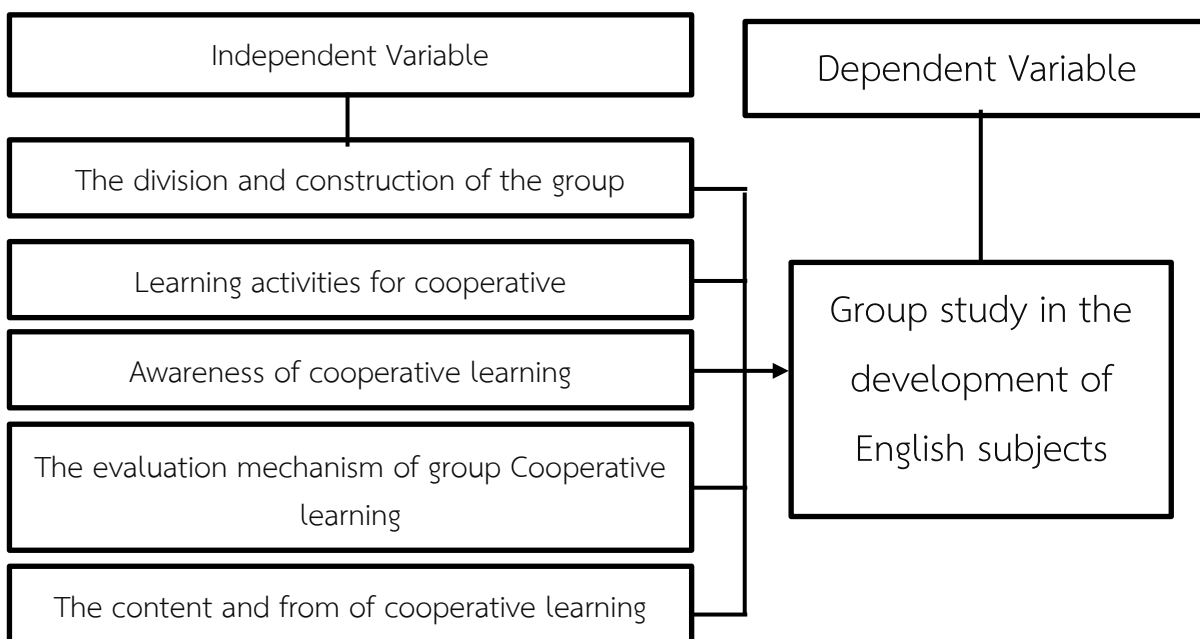 Independent Variable
Dependent Variable
The division and construction of the group
Learning activities for cooperative
Awareness of cooperative learning
The evaluation mechanism of group Cooperative
learning
The content and from of cooperative learning
Group study in the
development of
English subjects